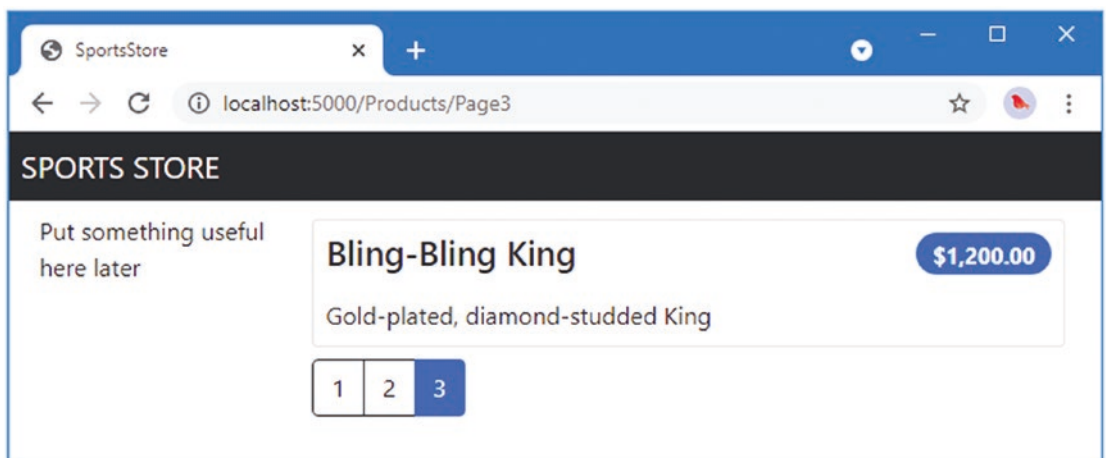 SportsStore
localhost:5000/Products/Page3
SPORTS STORE
Put something useful
here later
Bling-Bling King
$1,200.00
Gold-plated, diamond-studded King
1 2 3